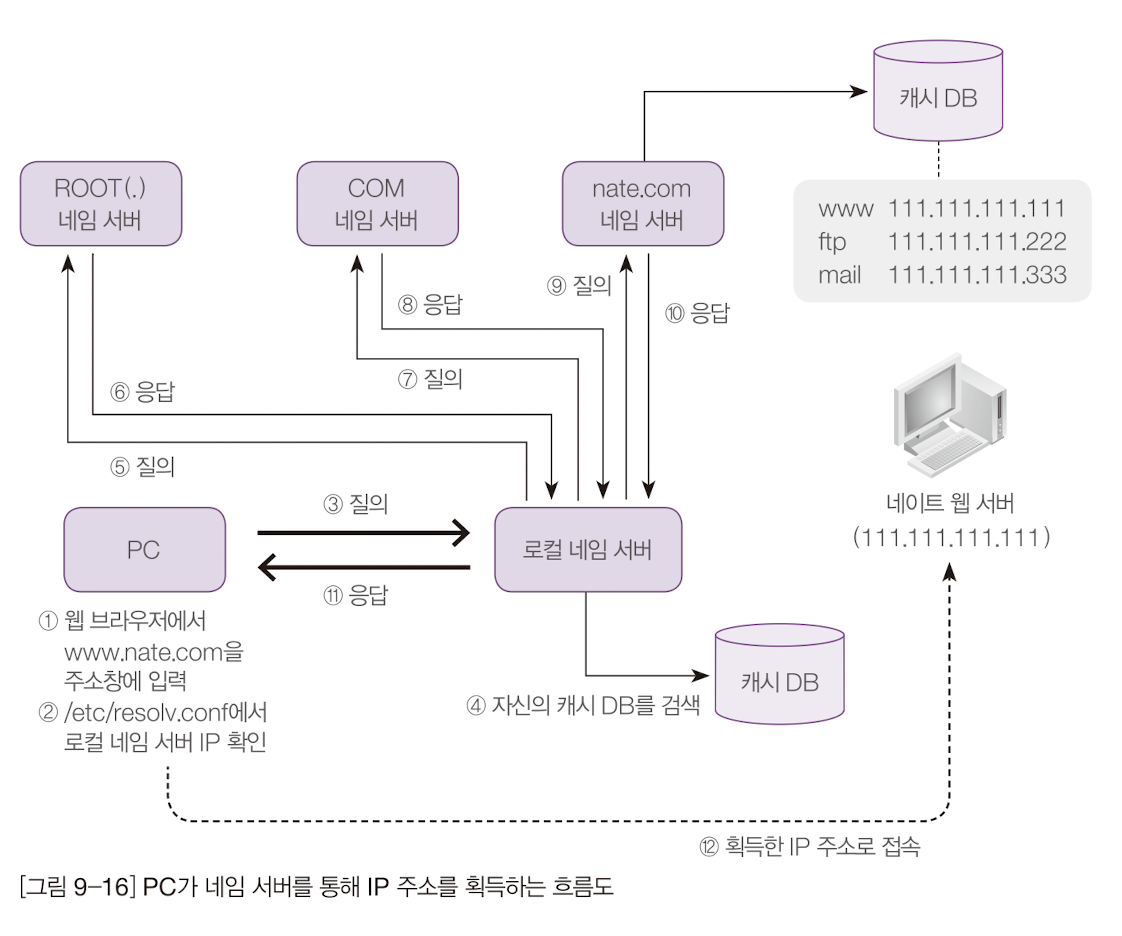 캐시 DB
ROOT(.)
네임 서버
COM
네임 서버
nate.com
네임 서버
www 111.111.111.111
ftp 111.111.111.222
mail 111.111.111.333
⑨ 질의
⑧ 응답
⑩ 응답
⑦ 질의
⑥ 응답
⑤ 질의
네이트 웹 서버
(111.111.111.111)
③ 질의
PC
로컬 네임 서버
⑪ 응답
① 웹 브라우저에서
www.nate.com을
주소창에 입력
② /etc/resolv.conf에서
로컬 네임 서버 IP 확인
캐시 DB
④ 자신의 캐시 DB를 검색
⑫ 획득한 IP 주소로 접속
[그림 9-16] PC가 네임 서버를 통해 IP 주소를 획득하는 흐름도